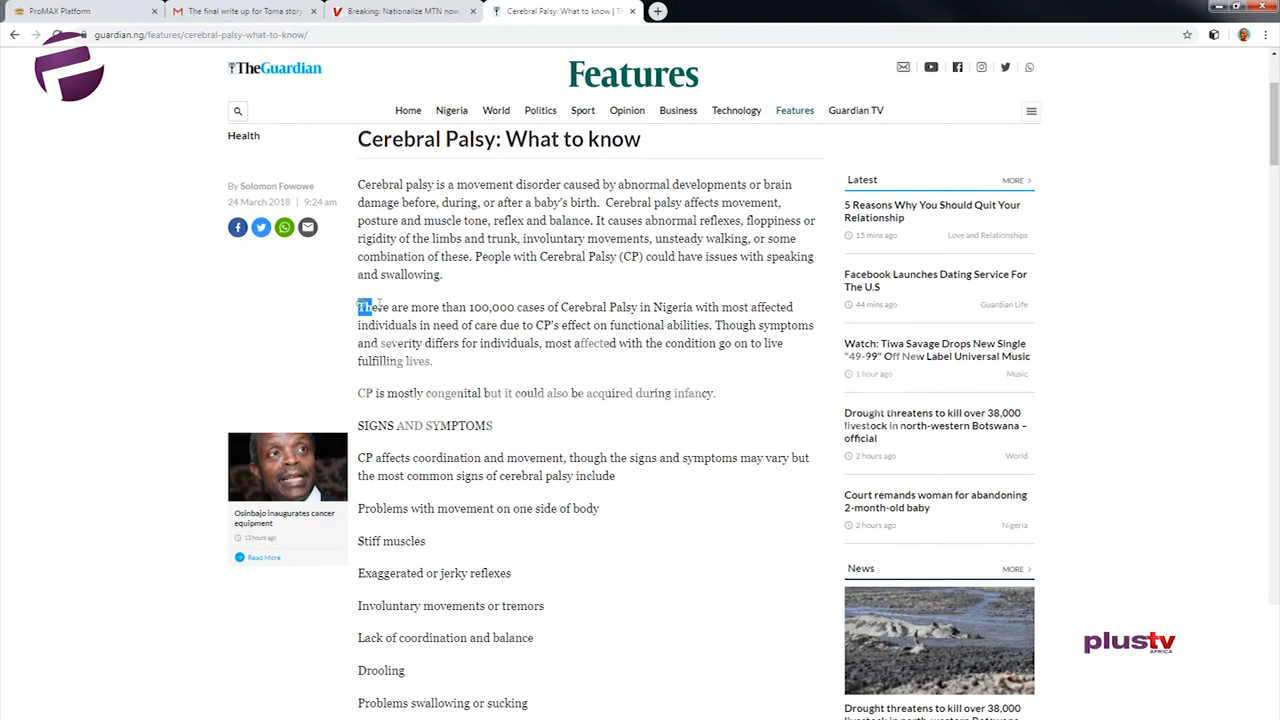 ProMAX Platform
The final write up for Toma story
Breaking: Nationalize MTN now,
Cerebral Palsy: What to know | T
guardian.ng/features/cerebral-palsy-what-to-know/
TheGuardian
Features
Home Nigeria World Politics Sport Opinion Business Technology Features Guardian TV
Health
Cerebral Palsy: What to know
By Solomon Fowowe
24 March 2018 | 9:24 am
Cerebral palsy is a movement disorder caused by abnormal developments or brain
damage before, during, or after a baby's birth. Cerebral palsy affects movement,
posture and muscle tone, reflex and balance. It causes abnormal reflexes, floppiness or
rigidity of the limbs and trunk, involuntary movements, unsteady walking, or some
combination of these. People with Cerebral Palsy (CP) could have issues with speaking
and swallowing.
There are more than 100,000 cases of Cerebral Palsy in Nigeria with most affected
individuals in need of care due to CP's effect on functional abilities. Though symptoms
and severity differs for individuals, most affected with the condition go on to live
fulfilling lives.
CP is mostly congenital but it could also be acquired during infancy.
SIGNS AND SYMPTOMS
CP affects coordination and movement, though the signs and symptoms may vary but
the most common signs of cerebral palsy include
Problems with movement on one side of body
Stiff muscles
Exaggerated or jerky reflexes
Involuntary movements or tremors
Lack of coordination and balance
Drooling
Problems swallowing or sucking
Osinbajo inaugurates cancer
equipment
13 hours ago
Read More
Latest
MORE
5 Reasons Why You Should Quit Your
Relationship
15 mins ago Love and Relationships
Facebook Launches Dating Service For
The U.S
44 mins ago Guardian Life
Watch: Tiwa Savage Drops New Single
"49-99" Off New Label Universal Music
1 hour ago Music
Drought threatens to kill over 38,000
livestock in north-western Botswana –
official
2 hours ago World
Court remands woman for abandoning
2-month-old baby
2 hours ago Nigeria
News
MORE
Drought threatens to kill over 38,000
livestock in north-western Botswana
plustv
AFRICA